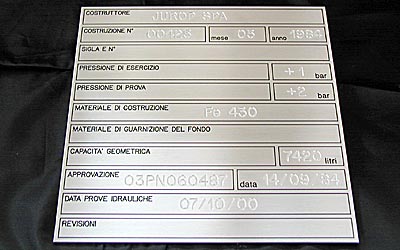 COSTRUTTORE JUROP SPA
COSTRUZIONE N° 00423 mese 03 anno 1984
SIGLA E N°
PRESSIONE DI ESERCIZIO +1 bar
PRESSIONE DI PROVA +2 bar
MATERIALE DI COSTRUZIONE Fe 430
MATERIALE DI GUARNIZIONE DEL FONDO
CAPACITA' GEOMETRICA 7420 litri
APPROVAZIONE 03PN060487 data 14/09/84
DATA PROVE IDRAULICHE 07/10/00
REVISIONI